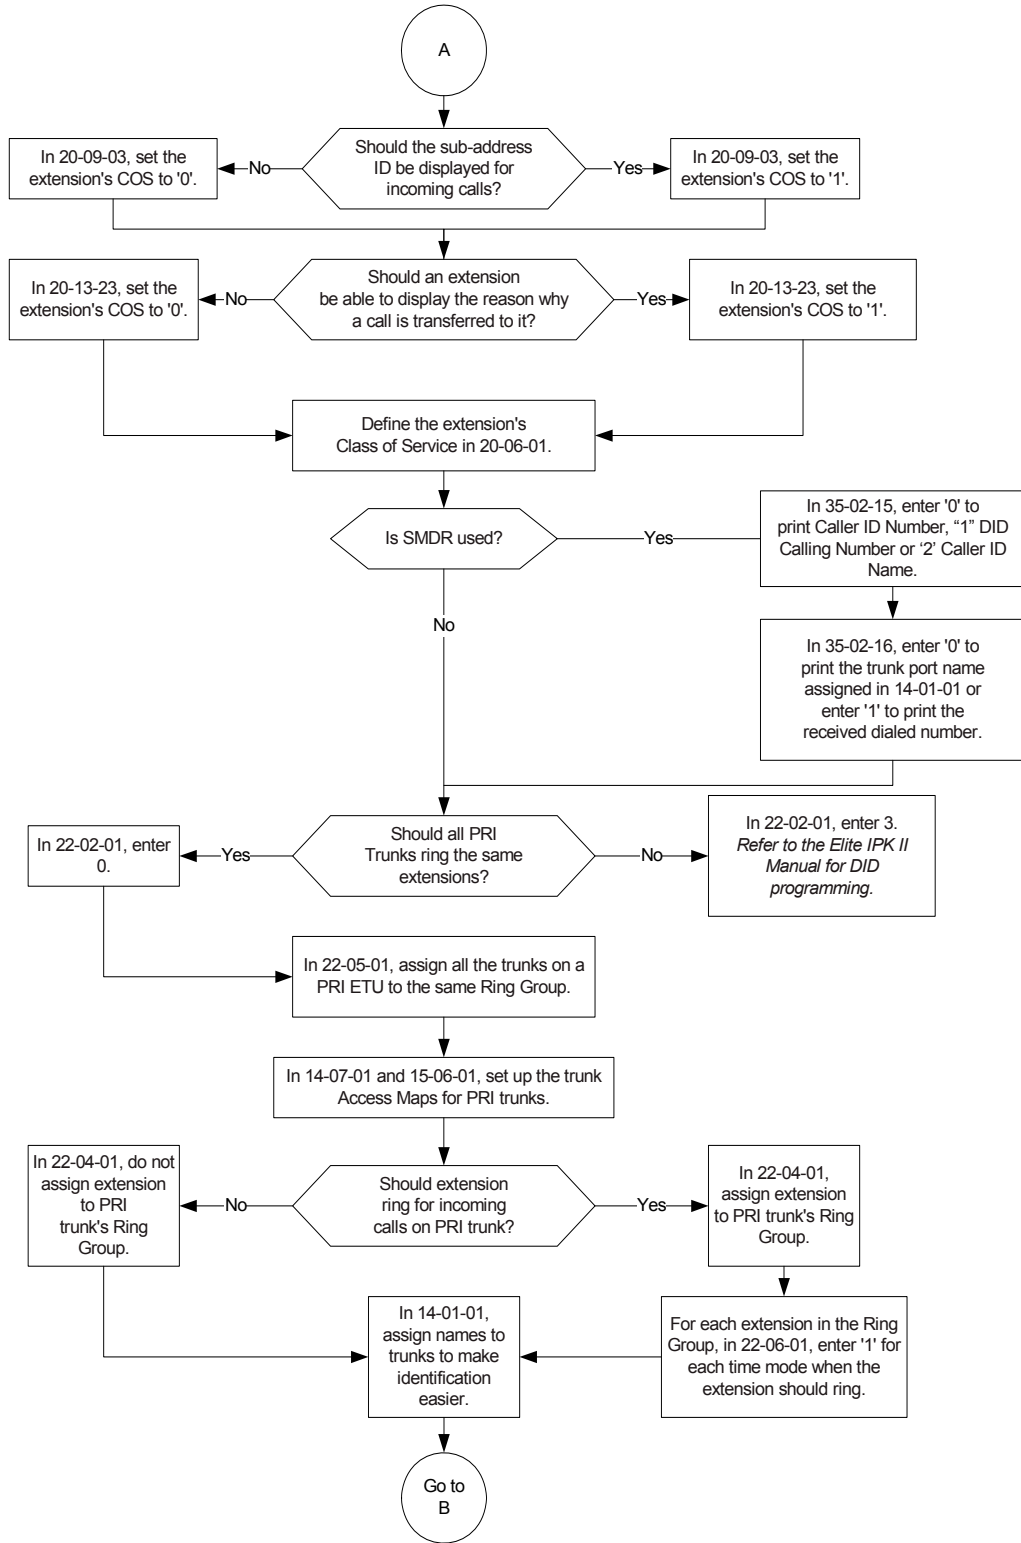 A
Should the sub-address
ID be displayed for
incoming calls?
No
Yes
In 20-09-03, set the
extension's COS to '0'.
In 20-09-03, set the
extension's COS to '1'.
Should an extension
be able to display the reason why
a call is transferred to it?
No
Yes
In 20-13-23, set the
extension's COS to '0'.
In 20-13-23, set the
extension's COS to '1'.
Define the extension's
Class of Service in 20-06-01.
Is SMDR used?
Yes
No
In 35-02-15, enter '0' to
print Caller ID Number, “1” DID
Calling Number or ‘2’ Caller ID
Name.
In 35-02-16, enter '0' to
print the trunk port name
assigned in 14-01-01 or
enter '1' to print the
received dialed number.
Should all PRI
Trunks ring the same
extensions?
Yes
No
In 22-02-01, enter
0.
In 22-02-01, enter 3.
Refer to the Elite IPK II
Manual for DID
programming.
In 22-05-01, assign all the trunks on a
PRI ETU to the same Ring Group.
In 14-07-01 and 15-06-01, set up the trunk
Access Maps for PRI trunks.
Should extension
ring for incoming
calls on PRI trunk?
No
Yes
In 22-04-01, do not
assign extension
to PRI
trunk's Ring
Group.
In 22-04-01,
assign extension
to PRI trunk's Ring
Group.
For each extension in the Ring
Group, in 22-06-01, enter '1' for
each time mode when the
extension should ring.
In 14-01-01,
assign names to
trunks to make
identification
easier.
Go to
B